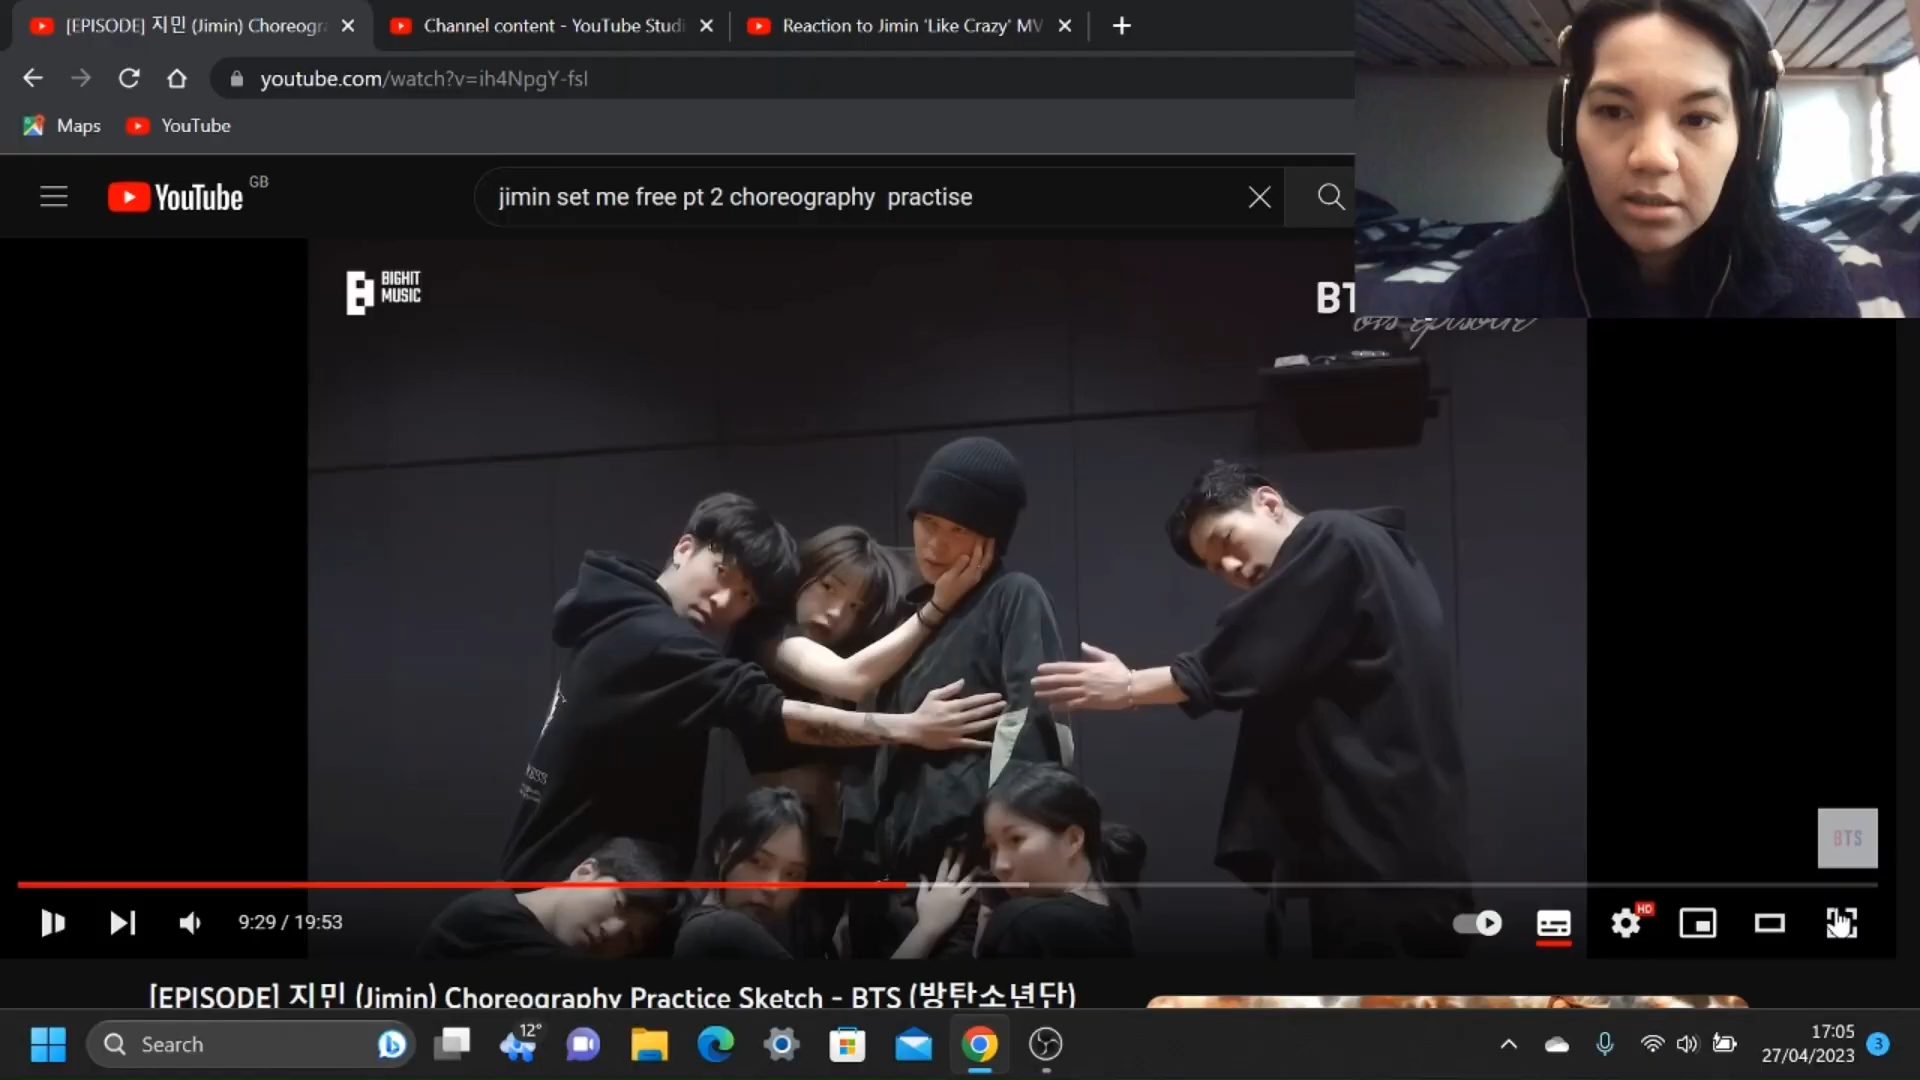 [EPISODE] 지민 (Jimin) Choreogr
Channel content - YouTube Studi
Reaction to Jimin 'Like Crazy' MV
youtube.com/watch?v=ih4NpgY-fsI
Maps
YouTube
YouTube GB
jimin set me free pt 2 choreography  practise
BIGHIT
MUSIC
BT
episode
BTS
9:29 / 19:53
HD
[EPISODE] 지민 (Jimin) Choreography Practice Sketch - BTS (방탄소년단)
Search
12°
17:05
27/04/2023
3